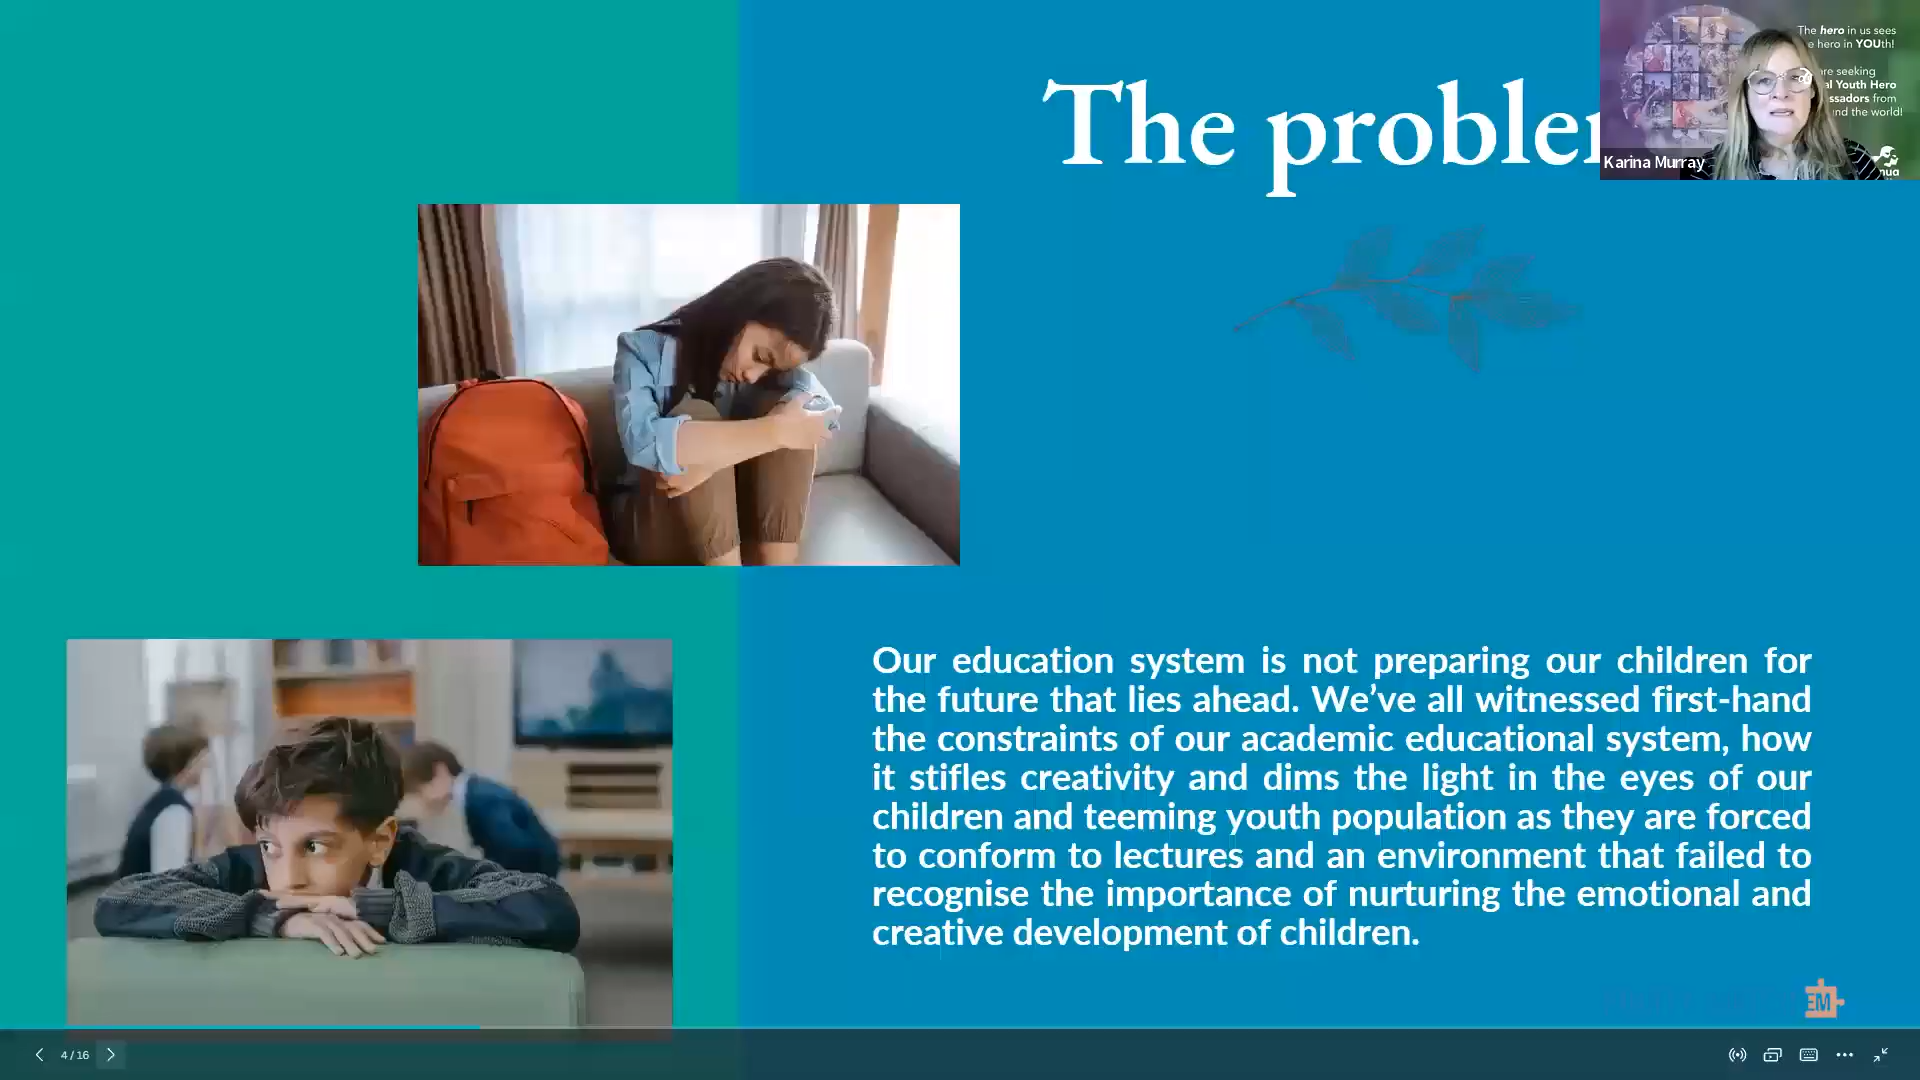 The proble
The hero in us sees
e hero in YOUth!
re seeking
al Youth Hero
ssadors from
nd the world!
Karina Murray
nua
Our education system is not preparing our children for
the future that lies ahead. We’ve all witnessed first-hand
the constraints of our academic educational system, how
it stifles creativity and dims the light in the eyes of our
children and teeming youth population as they are forced
to conform to lectures and an environment that failed to
recognise the importance of nurturing the emotional and
creative development of children.
EM
4 / 16